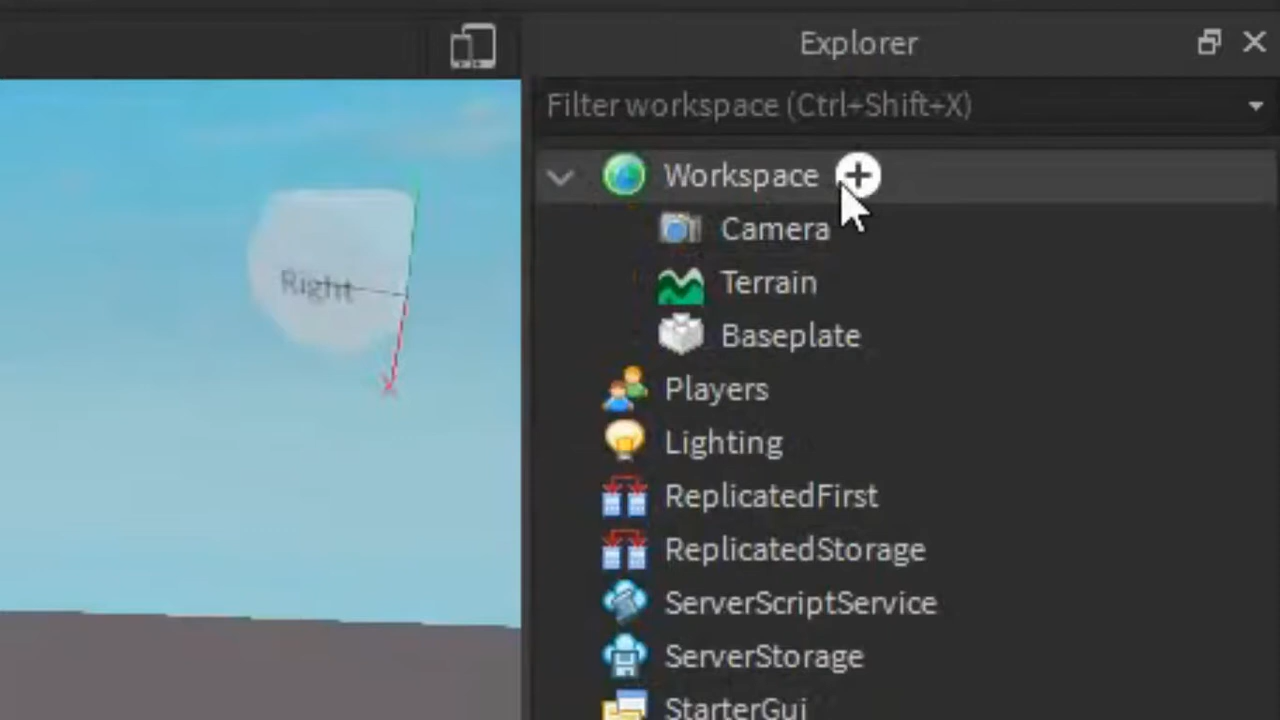 Explorer
Filter workspace (Ctrl+Shift+X)
Workspace
Camera
Right
Terrain
Baseplate
Players
Lighting
ReplicatedFirst
ReplicatedStorage
ServerScriptService
ServerStorage
StarterGui